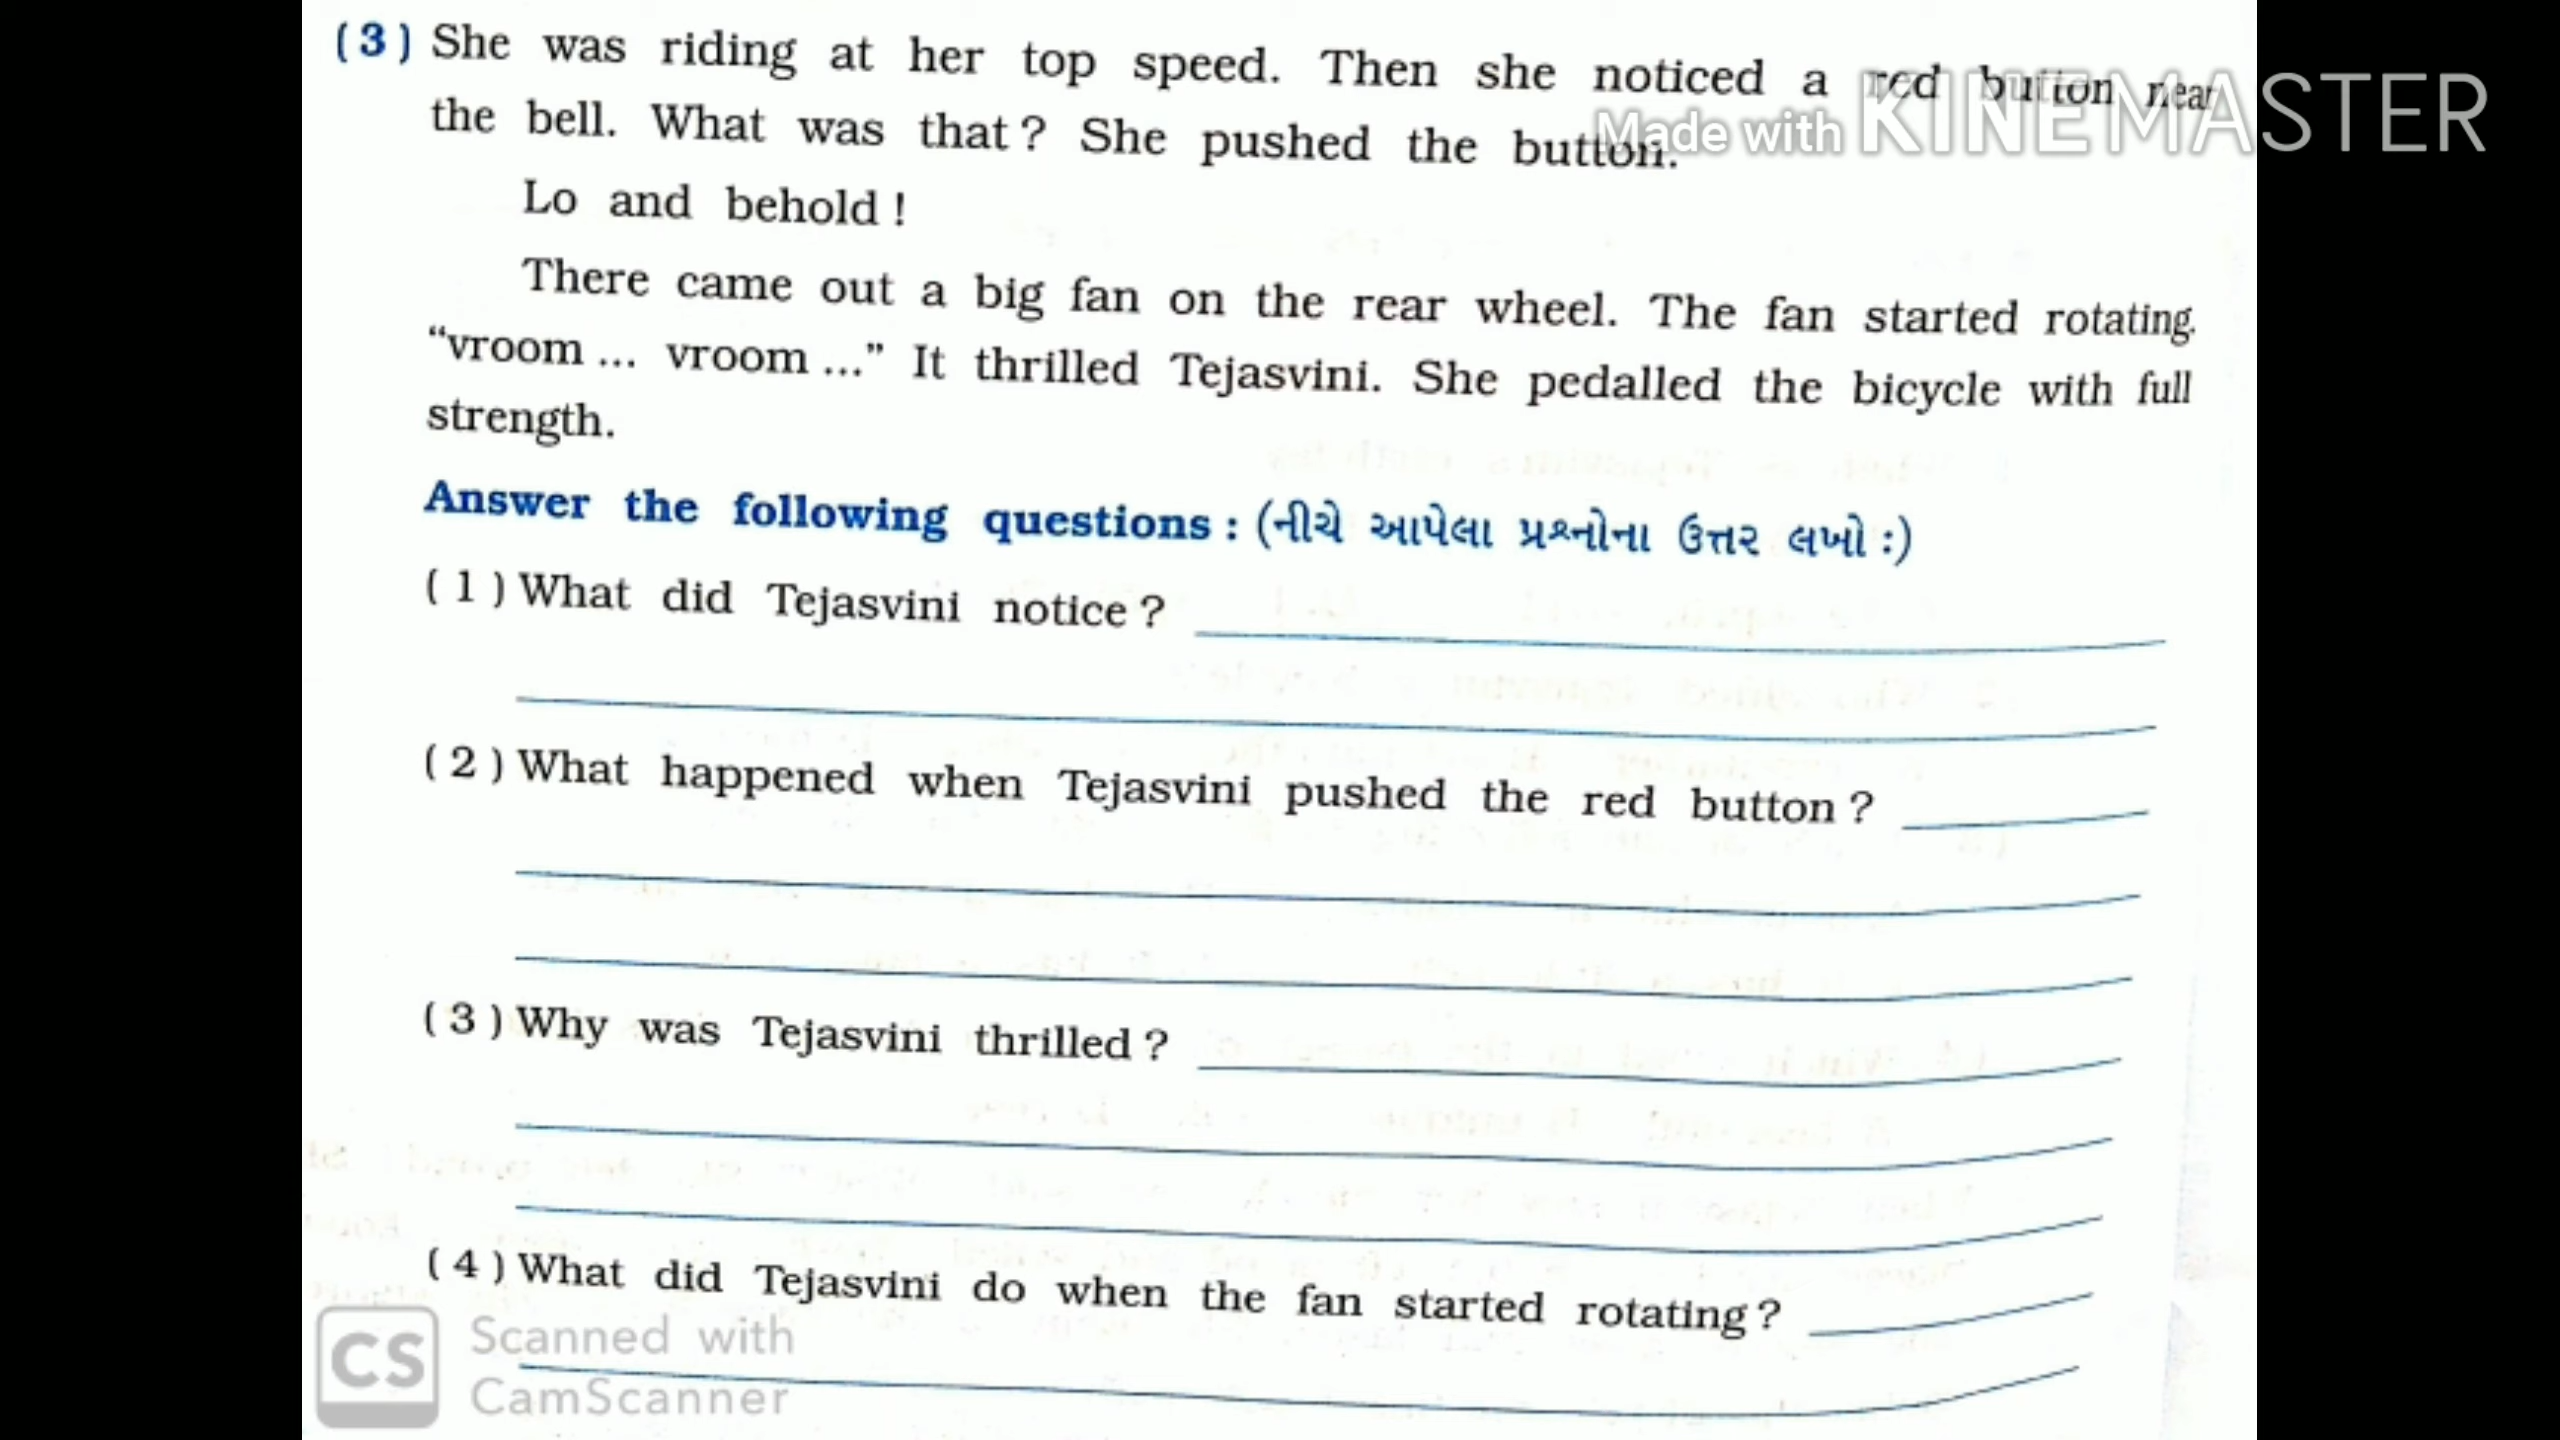 (3) She was riding at her top speed. Then she noticed a red button near
the bell. What was that? She pushed the button.
Made with KINEMASTER
Lo and behold!
There came out a big fan on the rear wheel. The fan started rotating.
“vroom ... vroom ...” It thrilled Tejasvini. She pedalled the bicycle with full
strength.
Answer the following questions : (નીચે આપેલા પ્રશ્નોના ઉત્તર લખો :)
(1) What did Tejasvini notice?
(2) What happened when Tejasvini pushed the red button?
(3) Why was Tejasvini thrilled?
(4) What did Tejasvini do when the fan started rotating?
CS Scanned with
CamScanner